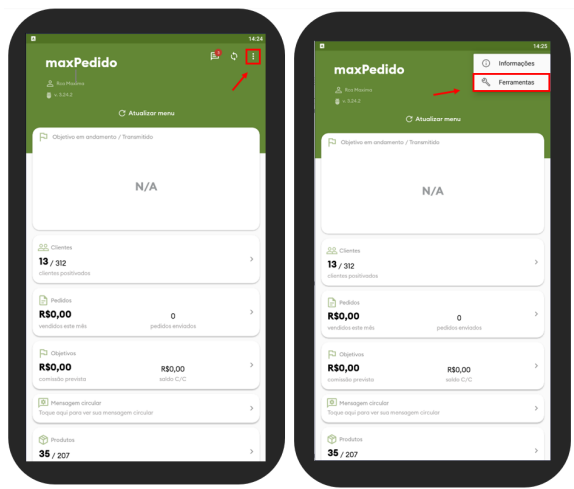 14:24
maxPedido
Rea Maxima
v. 3.24.2
Atualizar menu
Objetivo em andamento / Transmitido
N/A
Clientes
13 / 312
clientes positivados
Pedidos
R$0,00
0
vendidos este mês
pedidos enviados
Objetivos
R$0,00
R$0,00
comissão prevista
saldo C/C
Mensagem circular
Toque aqui para ver sua mensagem circular
Produtos
35 / 207
14:25
Informações
maxPedido
Ferramentas
Rea Maxima
v. 3.24.2
Atualizar menu
Objetivo em andamento / Transmitido
N/A
Clientes
13 / 312
clientes positivados
Pedidos
R$0,00
0
vendidos este mês
pedidos enviados
Objetivos
R$0,00
R$0,00
comissão prevista
saldo C/C
Mensagem circular
Toque aqui para ver sua mensagem circular
Produtos
35 / 207